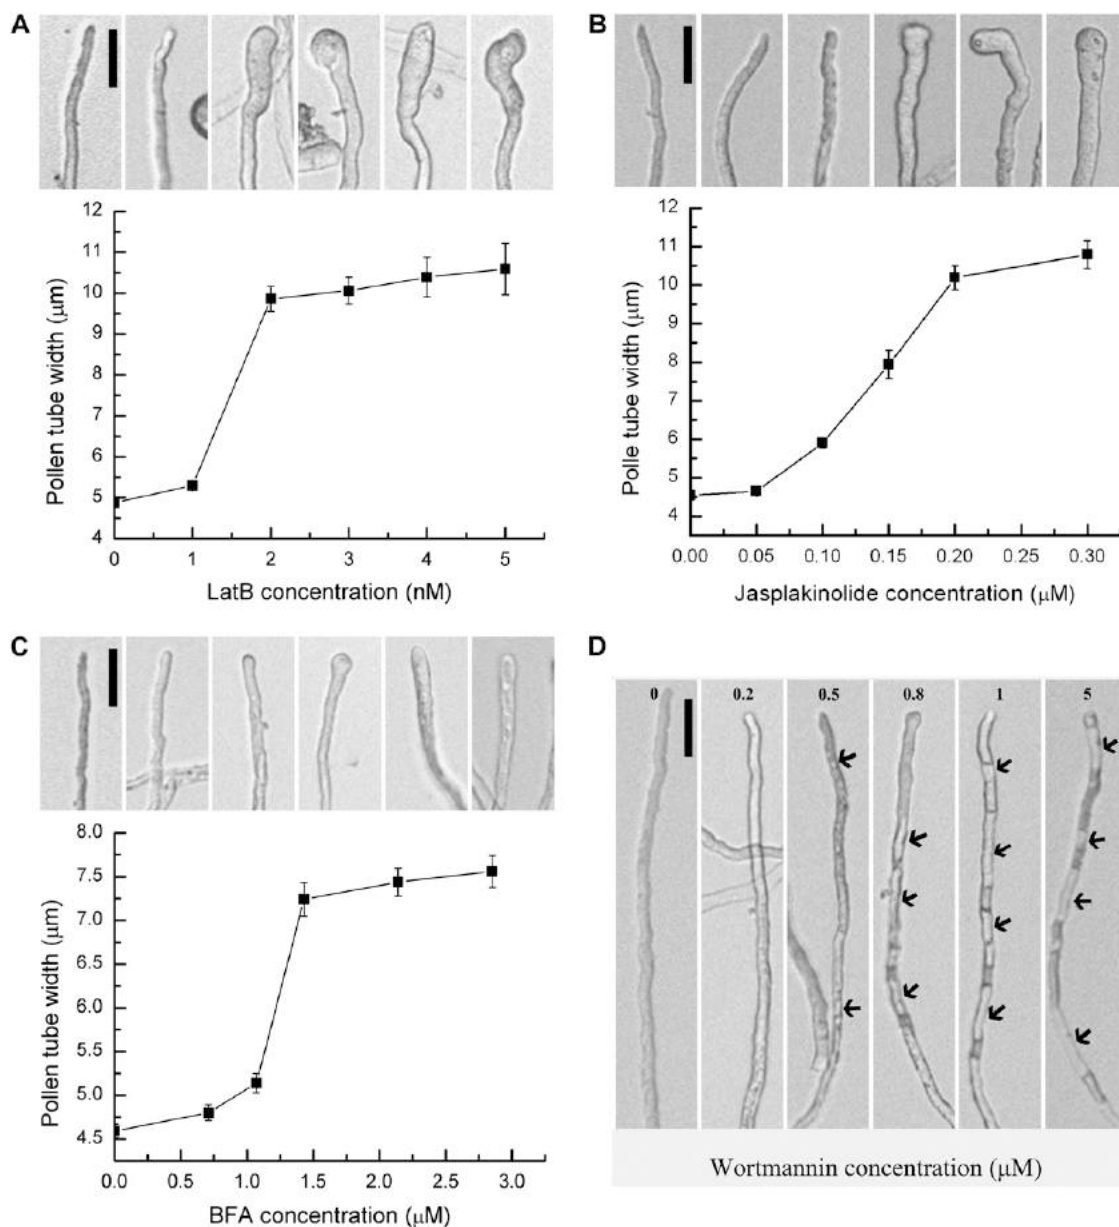 A
12
11
10
9
8
7
6
5
4
Pollen tube width (μm)
0 1 2 3 4 5
LatB concentration (nM)
B
12
11
10
9
8
7
6
5
4
Polle tube width (μm)
0.00 0.05 0.10 0.15 0.20 0.25 0.30
Jasplakinolide concentration (μM)
C
8.0
7.5
7.0
6.5
6.0
5.5
5.0
4.5
Pollen tube width (μm)
0.0 0.5 1.0 1.5 2.0 2.5 3.0
BFA concentration (μM)
D
0 0.2 0.5 0.8 1 5
Wortmannin concentration (μM)